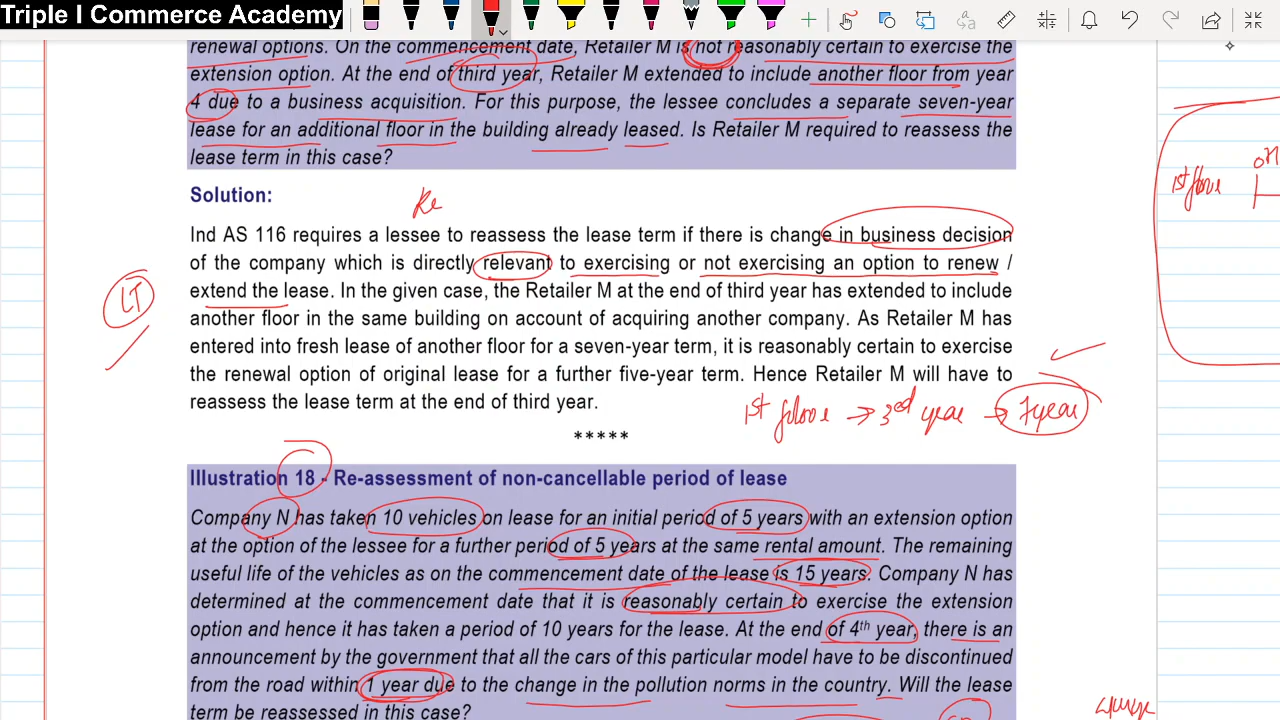 Triple I Commerce Academy
renewal options. On the commencement date, Retailer M is not reasonably certain to exercise the
extension option. At the end of third year, Retailer M extended to include another floor from year
4 due to a business acquisition. For this purpose, the lessee concludes a separate seven-year
lease for an additional floor in the building already leased. Is Retailer M required to reassess the
lease term in this case?
Solution:
Re
Ind AS 116 requires a lessee to reassess the lease term if there is change in business decision
of the company which is directly relevant to exercising or not exercising an option to renew /
extend the lease. In the given case, the Retailer M at the end of third year has extended to include
another floor in the same building on account of acquiring another company. As Retailer M has
entered into fresh lease of another floor for a seven-year term, it is reasonably certain to exercise
the renewal option of original lease for a further five-year term. Hence Retailer M will have to
reassess the lease term at the end of third year.
LT
1st → 3rd year → 7year
*****
Illustration 18 - Re-assessment of non-cancellable period of lease
Company N has taken 10 vehicles on lease for an initial period of 5 years with an extension option
at the option of the lessee for a further period of 5 years at the same rental amount. The remaining
useful life of the vehicles as on the commencement date of the lease is 15 years. Company N has
determined at the commencement date that it is reasonably certain to exercise the extension
option and hence it has taken a period of 10 years for the lease. At the end of 4th year, there is an
announcement by the government that all the cars of this particular model have to be discontinued
from the road within 1 year due to the change in the pollution norms in the country. Will the lease
term be reassessed in this case?
1st